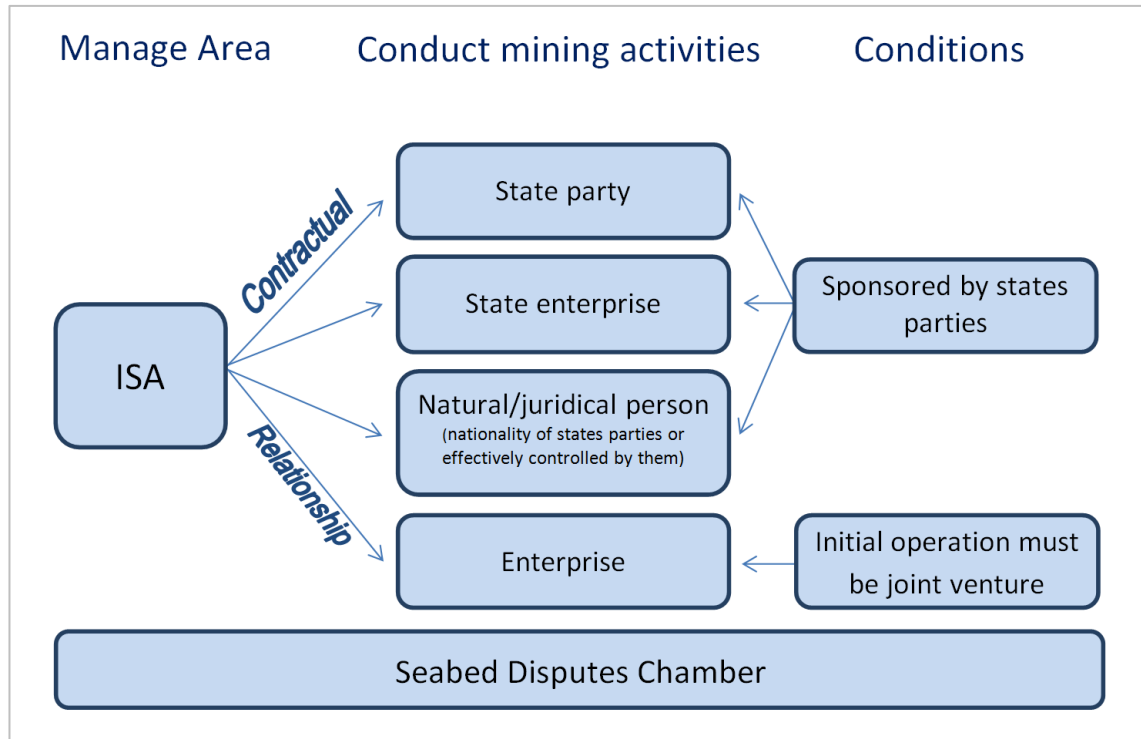 Manage Area
Conduct mining activities
Conditions
Contractual
Relationship
ISA
State party
State enterprise
Natural/juridical person
(nationality of states parties or
effectively controlled by them)
Enterprise
Sponsored by states
parties
Initial operation must
be joint venture
Seabed Disputes Chamber